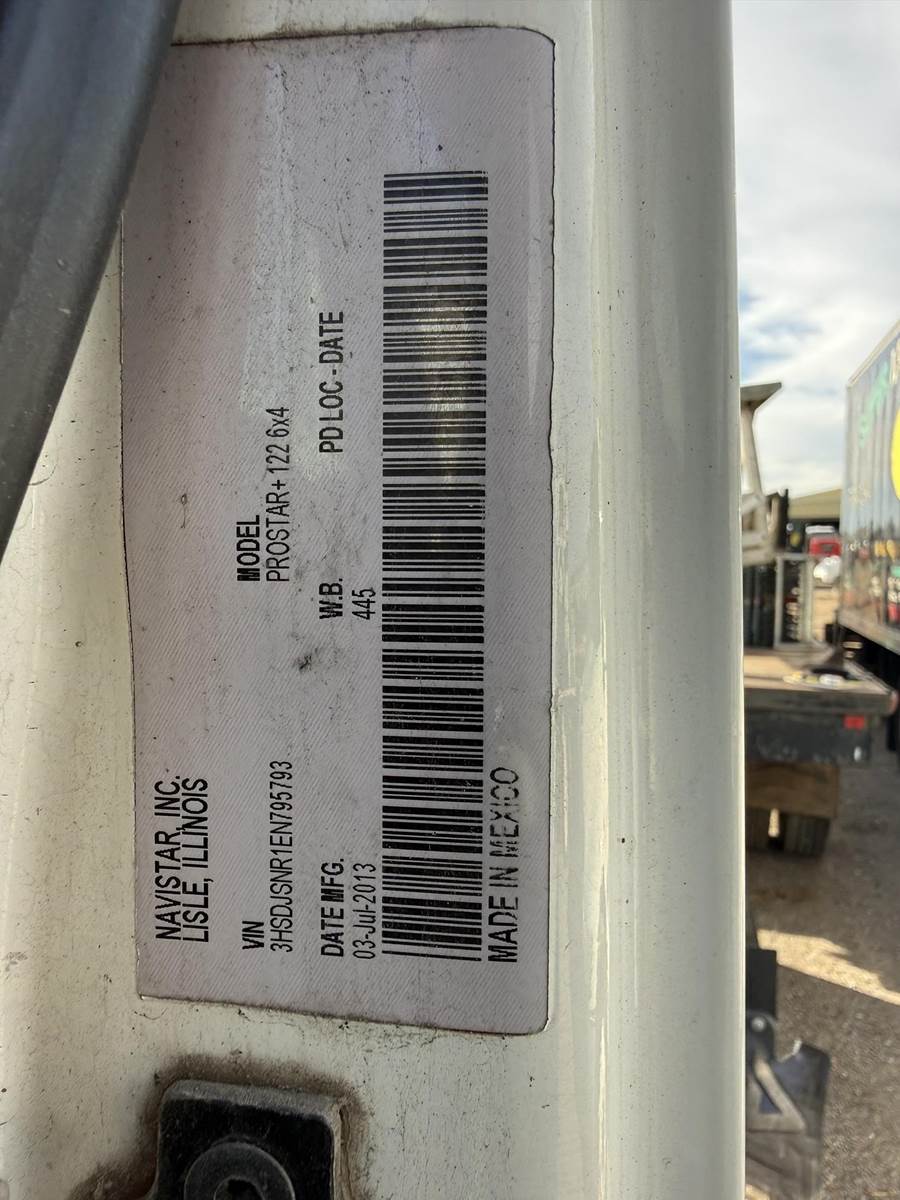 NAVISTAR, INC.
LISLE, ILLINOIS
VIN
3HSDJSNR1EN795793
MODEL
PROSTAR+ 122 6x4
DATE MFG.
03-Jul-2013
W.B.
445
PD LOC - DATE
MADE IN MEXICO